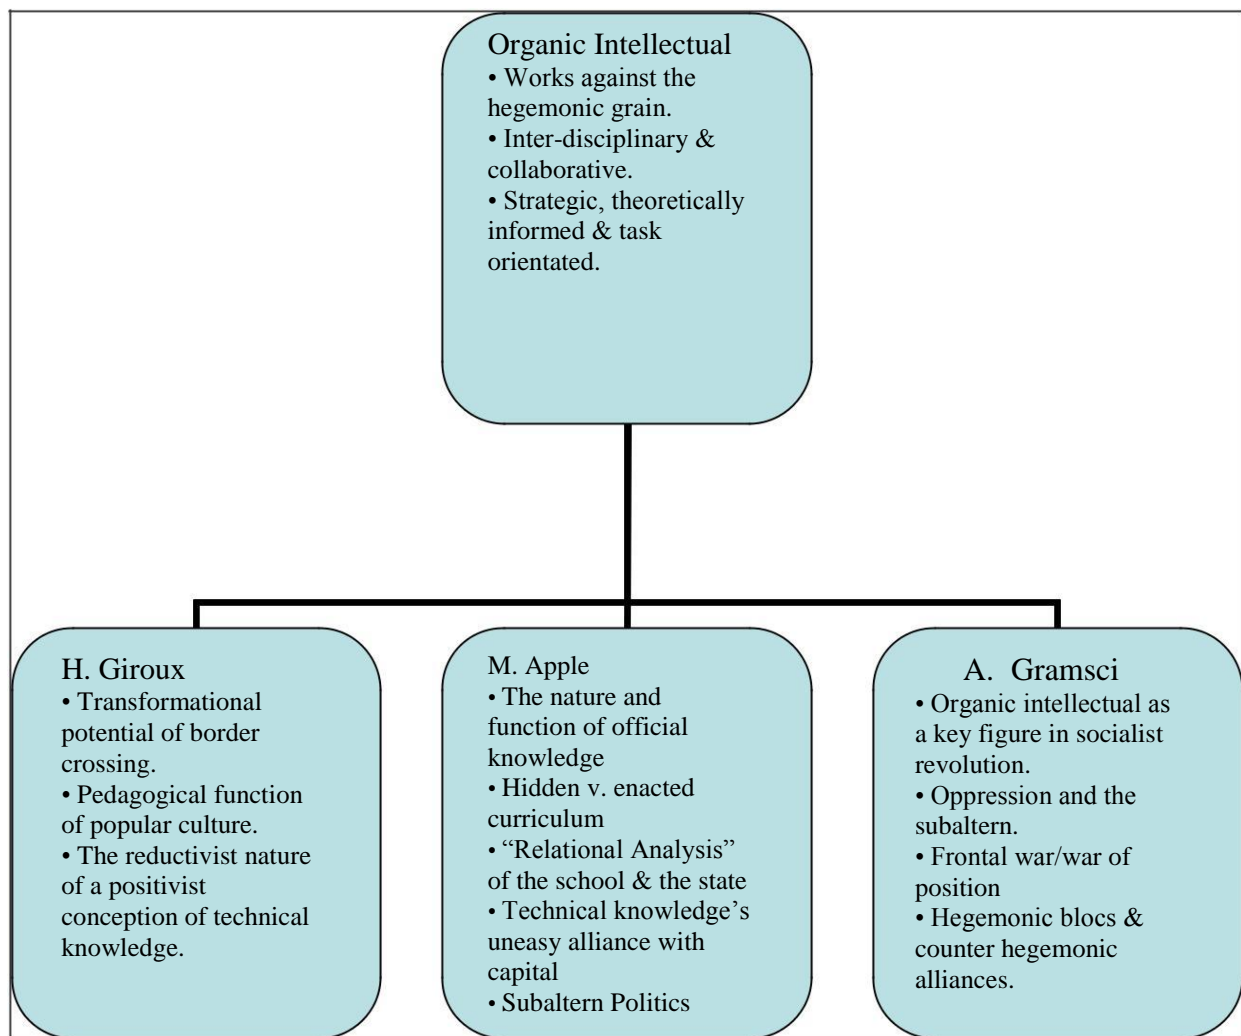 Organic Intellectual
• Works against the
hegemonic grain.
• Inter-disciplinary &
collaborative.
• Strategic, theoretically
informed & task
orientated.
H. Giroux
• Transformational
potential of border
crossing.
• Pedagogical function
of popular culture.
• The reductivist nature
of a positivist
conception of technical
knowledge.
M. Apple
• The nature and
function of official
knowledge
• Hidden v. enacted
curriculum
• “Relational Analysis”
of the school & the state
• Technical knowledge’s
uneasy alliance with
capital
• Subaltern Politics
A. Gramsci
• Organic intellectual as
a key figure in socialist
revolution.
• Oppression and the
subaltern.
• Frontal war/war of
position
• Hegemonic blocs &
counter hegemonic
alliances.